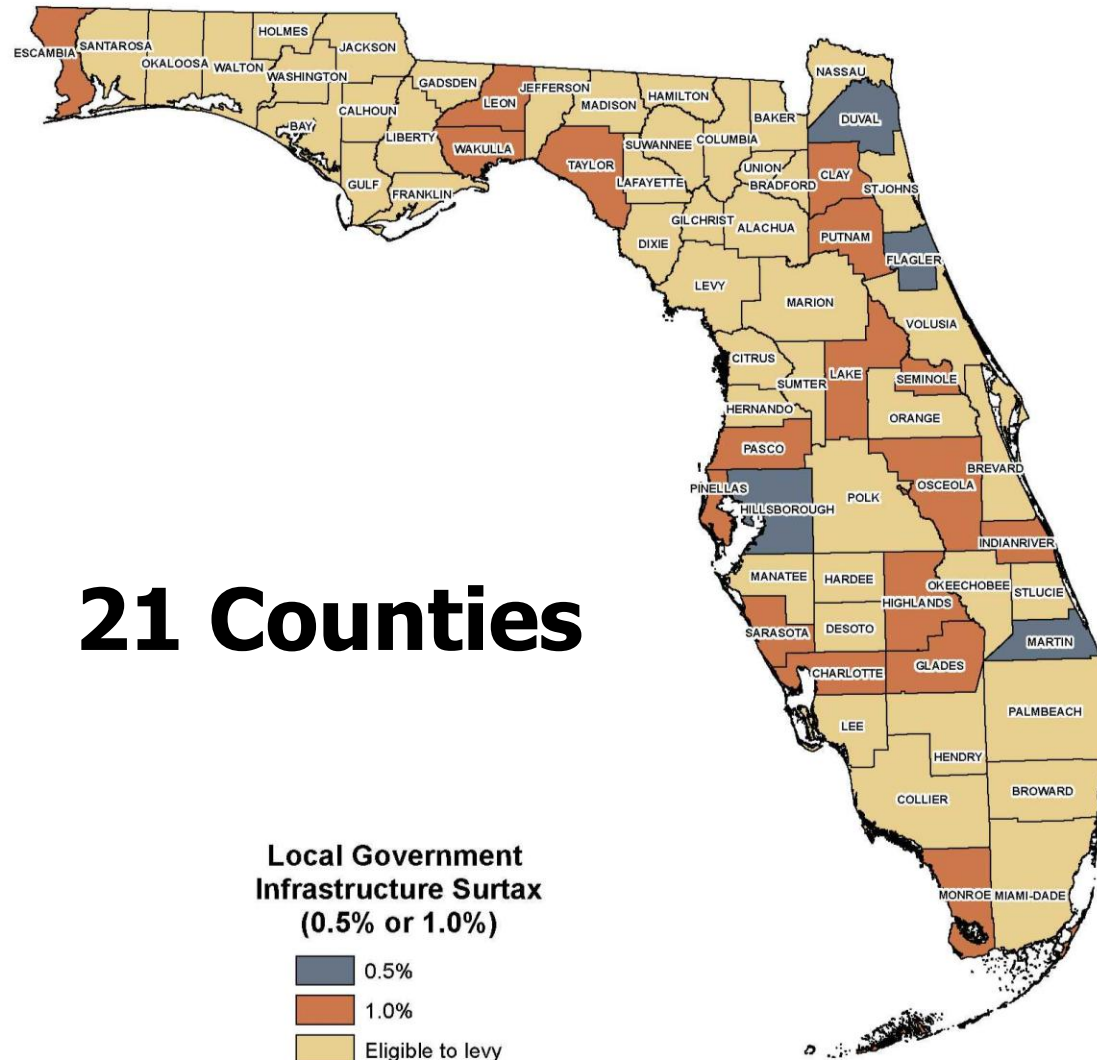 HOLMES
JACKSON
ESCAMBIA
SANTAROSA
OKALOOSA
WALTON
WASHINGTON
NASSAU
GADSDEN
JEFFERSON
HAMILTON
LEON
MADISON
CALHOUN
BAKER
DUVAL
BAY
LIBERTY
WAKULLA
SUWANNEE
COLUMBIA
TAYLOR
UNION
CLAY
GULF
LAFAYETTE
BRADFORD
STJOHNS
FRANKLIN
GILCHRIST
ALACHUA
PUTNAM
DIXIE
FLAGLER
LEVY
MARION
VOLUSIA
CITRUS
LAKE
SUMTER
SEMINOLE
HERNANDO
ORANGE
PASCO
BREVARD
OSCEOLA
PINELLAS
POLK
HILLSBOROUGH
INDIANRIVER
MANATEE
HARDEE
OKEECHOBEE
STLUCIE
HIGHLANDS
21 Counties
SARASOTA
DESOTO
MARTIN
GLADES
CHARLOTTE
PALMBEACH
LEE
HENDRY
BROWARD
COLLIER
Local Government
Infrastructure Surtax
(0.5% or 1.0%)
MONROE
MIAMI-DADE
0.5%
1.0%
Eligible to levy